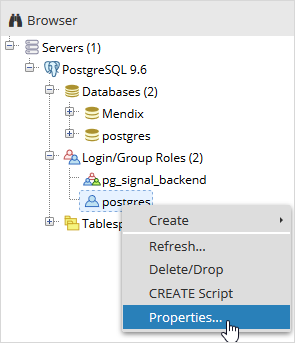 Browser
Servers (1)
PostgreSQL 9.6
Databases (2)
Mendix
postgres
Login/Group Roles (2)
pg_signal_backend
postgres
Tablesp
Create
Refresh...
Delete/Drop
CREATE Script
Properties...